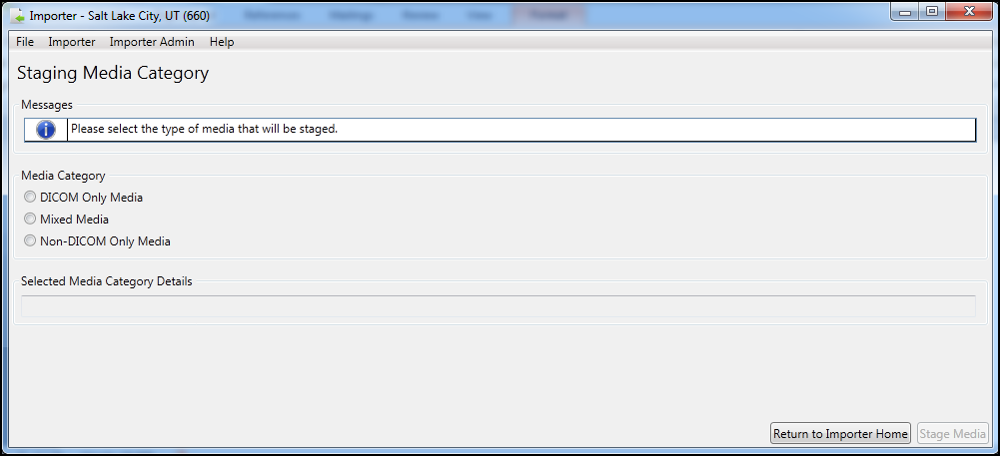 Importer - Salt Lake City, UT (660)
File Importer Importer Admin Help
Staging Media Category
Messages
Please select the type of media that will be staged.
Media Category
DICOM Only Media
Mixed Media
Non-DICOM Only Media
Selected Media Category Details
Return to Importer Home Stage Media